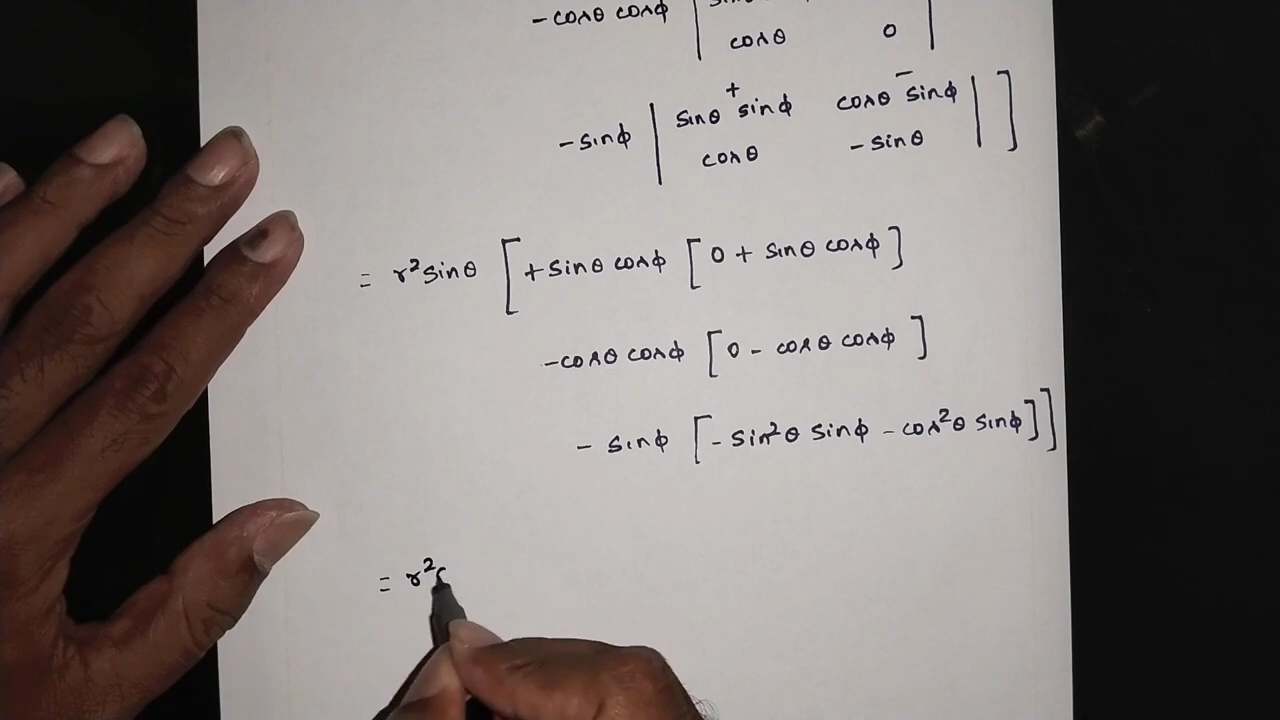 - cosθ cosφ | cosθ 0 |
- sinφ | sinθ + sinφ cosθ - sinφ
cosθ - sinθ | ]
= r² sinθ [ + sinθ cosφ [ 0 + sinθ cosφ ]
- cosθ cosφ [ 0 - cosθ cosφ ]
- sinφ [ - sin²θ sinφ - cos²θ sinφ ] ]
= r²